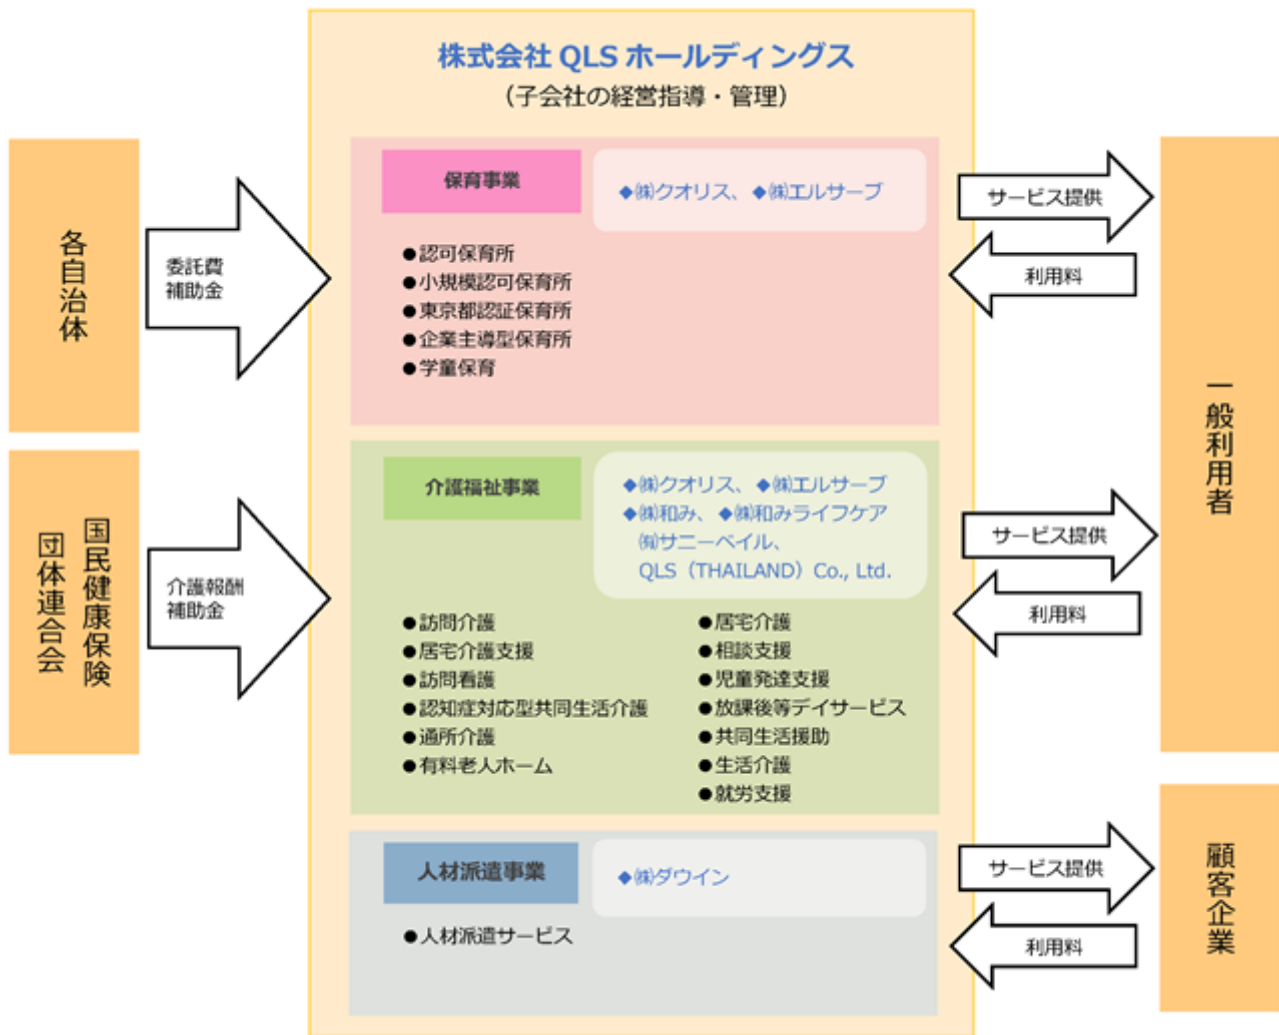 株式会社 QLS ホールディングス
（子会社の経営指導・管理）
各自治体
委託費
補助金
保育事業
◆㈱クオリス、◆㈱エルサーブ
●認可保育所
●小規模認可保育所
●東京都認証保育所
●企業主導型保育所
●学童保育
サービス提供
利用料
一般利用者
国民健康保険
団体連合会
介護報酬
補助金
介護福祉事業
◆㈱クオリス、◆㈱エルサーブ
◆㈱和み、◆㈱和みライフケア
㈲サニーベイル、
QLS（THAILAND）Co., Ltd.
●訪問介護
●居宅介護支援
●訪問看護
●認知症対応型共同生活介護
●通所介護
●有料老人ホーム
●居宅介護
●相談支援
●児童発達支援
●放課後等デイサービス
●共同生活援助
●生活介護
●就労支援
サービス提供
利用料
人材派遣事業
◆㈱ダウイン
●人材派遣サービス
サービス提供
利用料
顧客企業